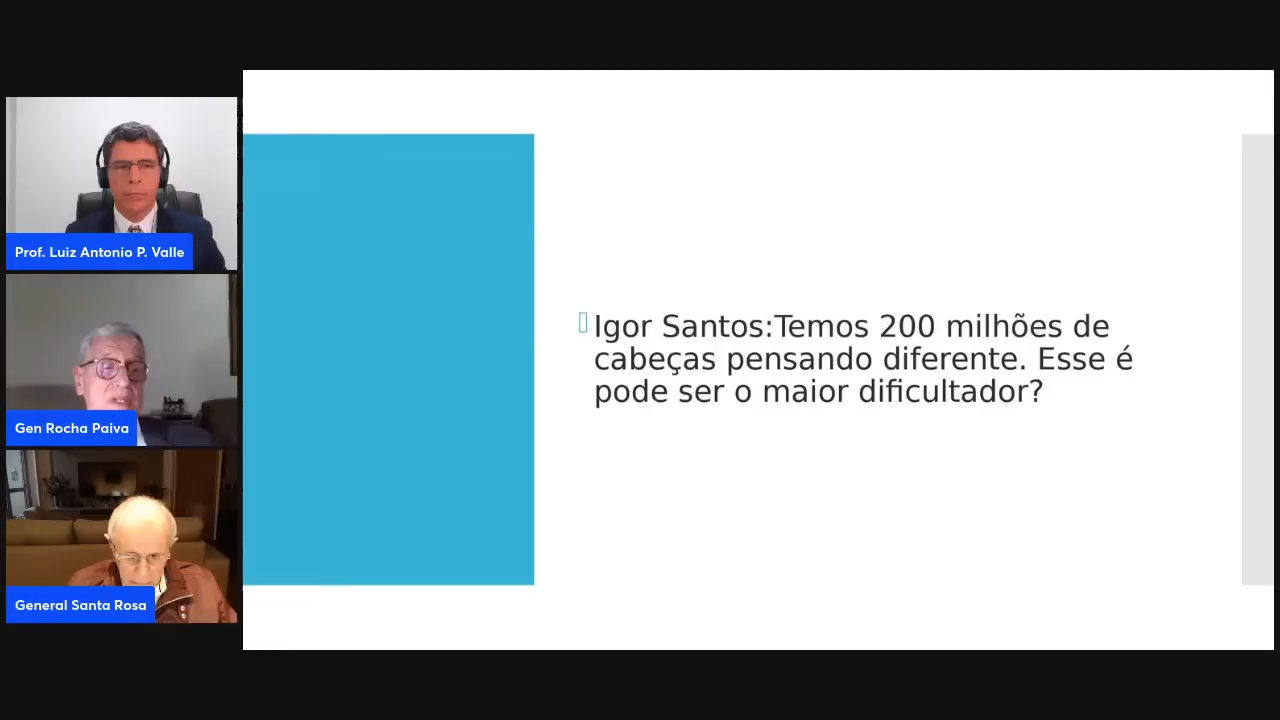 Prof. Luiz Antonio P. Valle
Gen Rocha Paiva
General Santa Rosa
Igor Santos:Temos 200 milhões de
cabeças pensando diferente. Esse é
pode ser o maior dificultador?